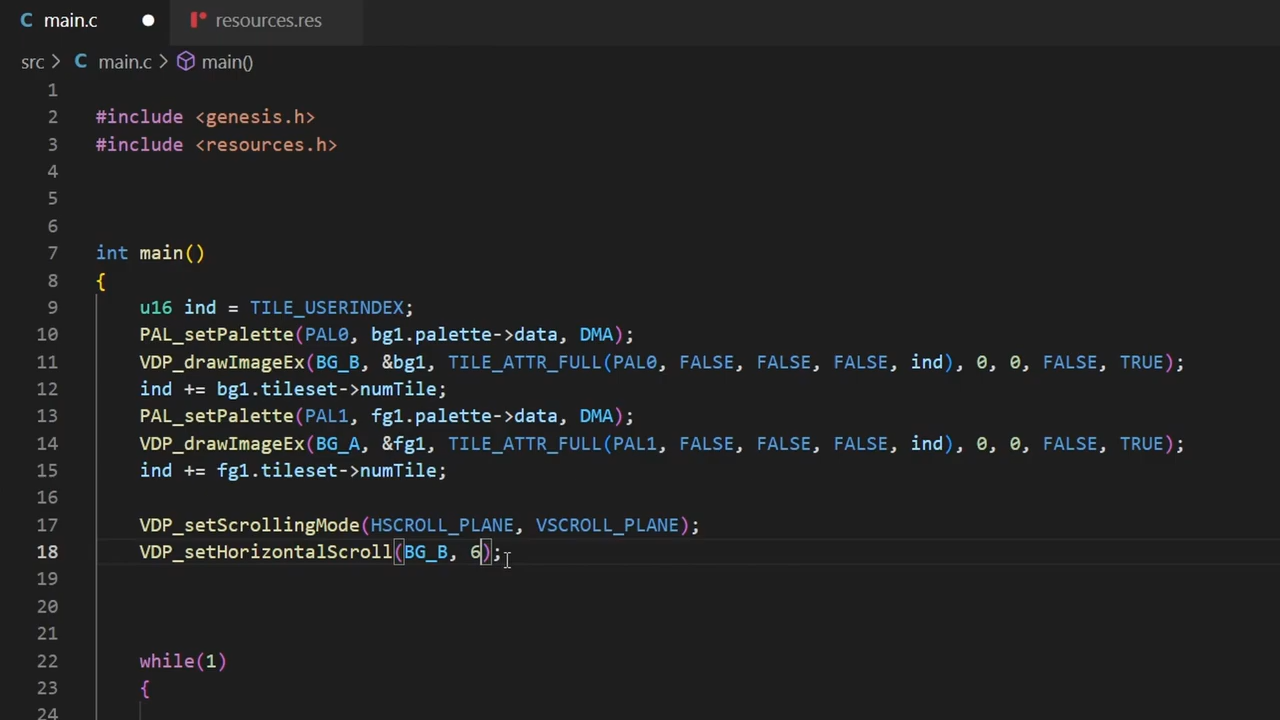 main.c resources.res
src > main.c > main()
1
2 #include <genesis.h>
3 #include <resources.h>
4
5
6
7 int main()
8 {
9 u16 ind = TILE_USERINDEX;
10 PAL_setPalette(PAL0, bg1.palette->data, DMA);
11 VDP_drawImageEx(BG_B, &bg1, TILE_ATTR_FULL(PAL0, FALSE, FALSE, FALSE, ind), 0, 0, FALSE, TRUE);
12 ind += bg1.tileset->numTile;
13 PAL_setPalette(PAL1, fg1.palette->data, DMA);
14 VDP_drawImageEx(BG_A, &fg1, TILE_ATTR_FULL(PAL1, FALSE, FALSE, FALSE, ind), 0, 0, FALSE, TRUE);
15 ind += fg1.tileset->numTile;
16
17 VDP_setScrollingMode(HSCROLL_PLANE, VSCROLL_PLANE);
18 VDP_setHorizontalScroll(BG_B, 6);
19
20
21
22 while(1)
23 {
24